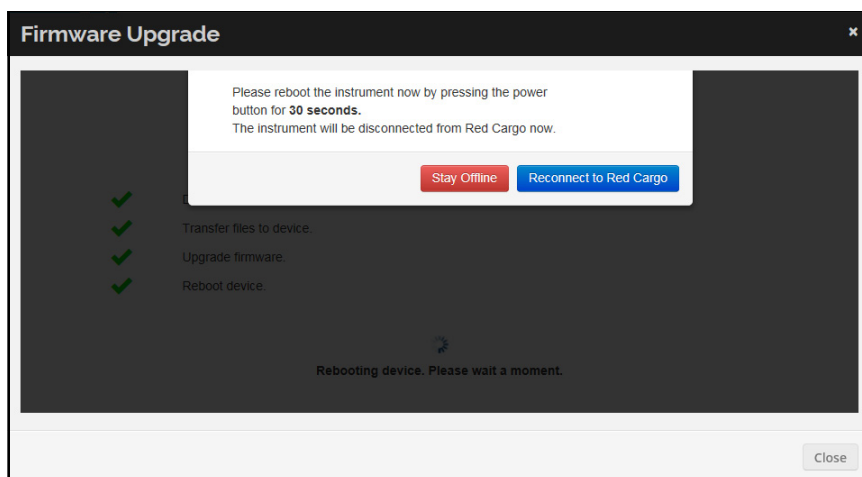 Firmware Upgrade
×
Please reboot the instrument now by pressing the power
button for 30 seconds.
The instrument will be disconnected from Red Cargo now.
Stay Offline Reconnect to Red Cargo
Transfer files to device.
Upgrade firmware.
Reboot device.
Rebooting device. Please wait a moment.
Close